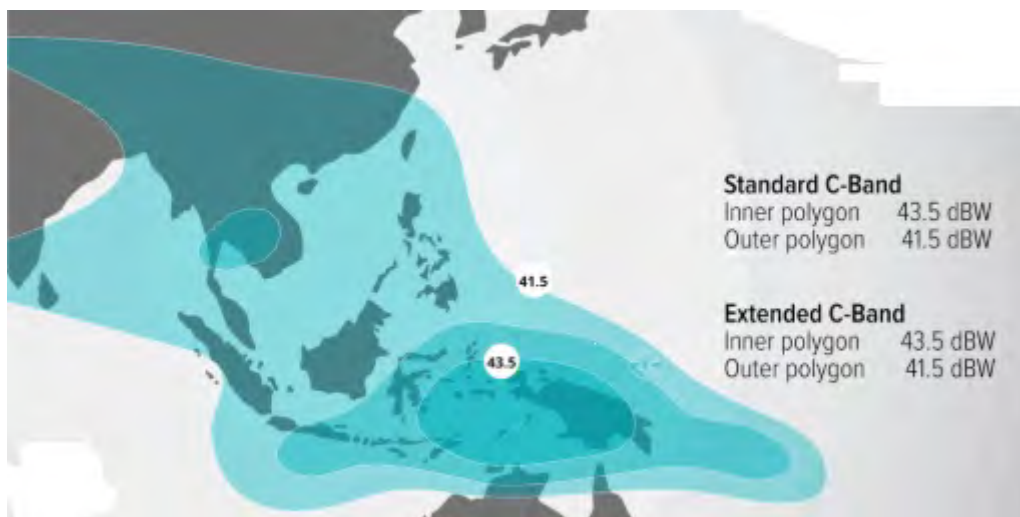 41.5
43.5
Standard C-Band
Inner polygon 43.5 dBW
Outer polygon 41.5 dBW
Extended C-Band
Inner polygon 43.5 dBW
Outer polygon 41.5 dBW